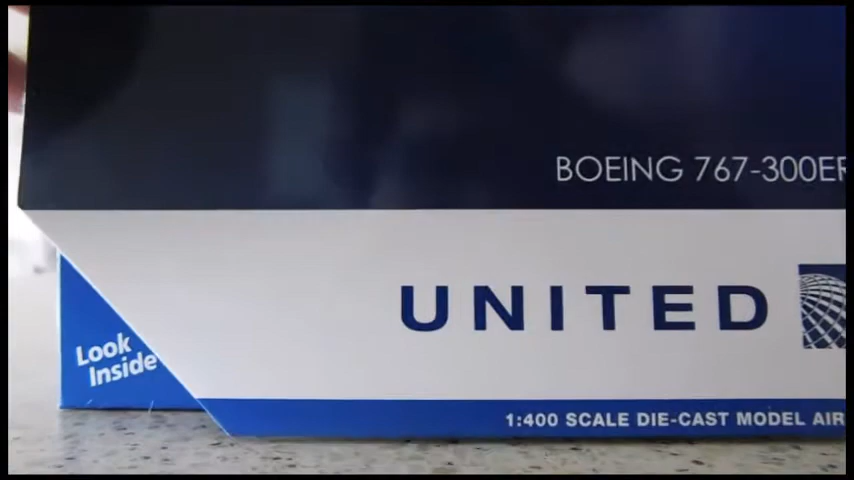 BOEING 767-300ER
UNITED
Look
Inside
1:400 SCALE DIE-CAST MODEL AIR